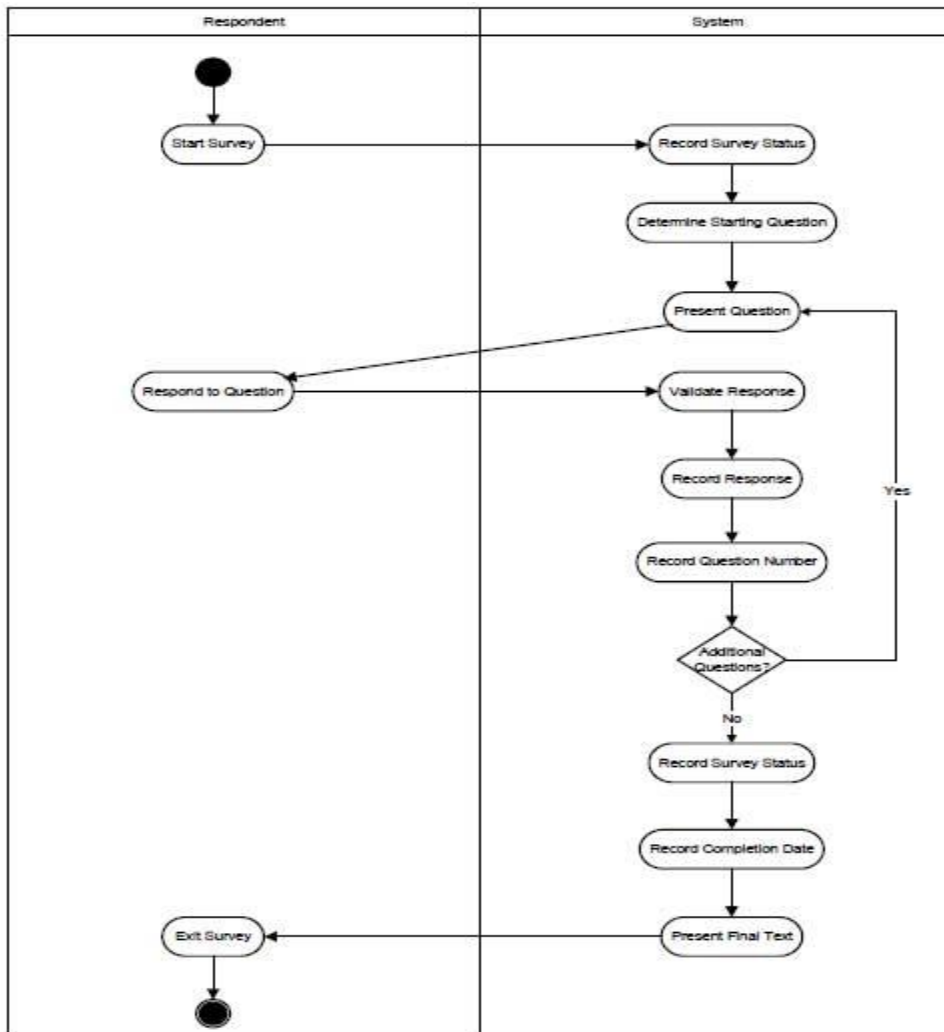 Respondent
System
Start Survey
Record Survey Status
Determine Starting Question
Present Question
Respond to Question
Validate Response
Record Response
Yes
Record Question Number
Additional
Questions?
No
Record Survey Status
Record Completion Date
Exit Survey
Present Final Text